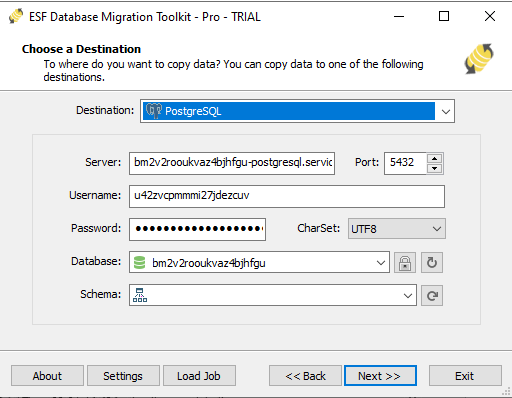 ESF Database Migration Toolkit - Pro - TRIAL
Choose a Destination
To where do you want to copy data? You can copy data to one of the following
destinations.
Destination: PostgreSQL
Server: bm2v2rooukvaz4bjhfgu-postgresql.servic Port: 5432
Username: u42zvcpmmmi27jdezcuv
Password: CharSet: UTF8
Database: bm2v2rooukvaz4bjhfgu
Schema:
About Settings Load Job << Back Next >> Exit